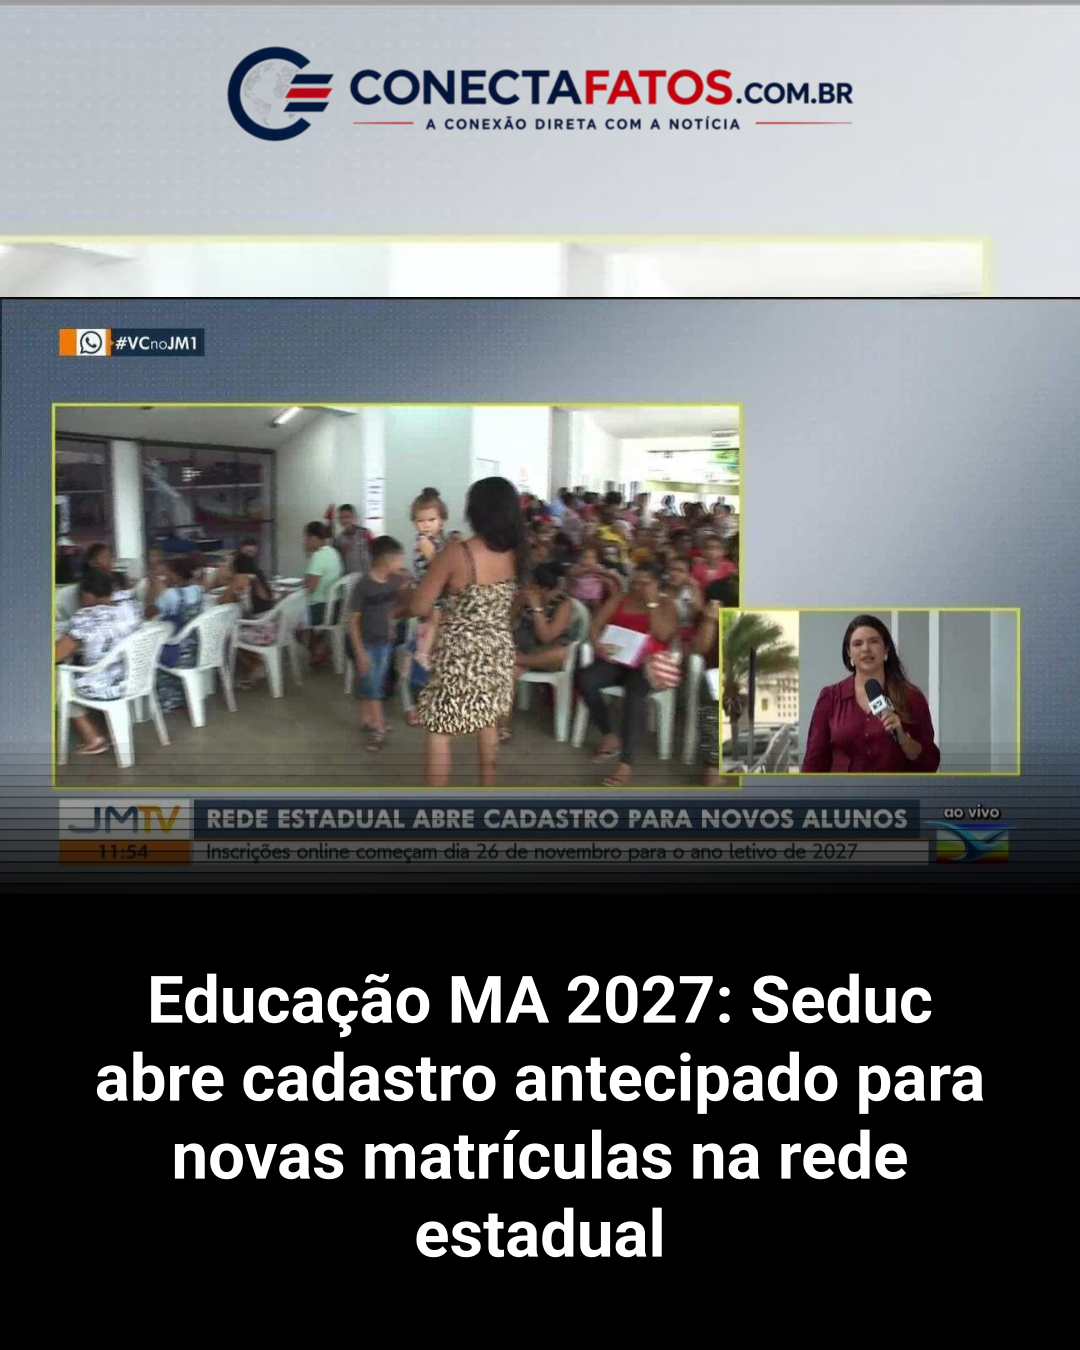 CONECTAFATOS.COM.BR
A CONEXÃO DIRETA COM A NOTÍCIA
#VCnoJM1
JMTV
REDE ESTADUAL ABRE CADASTRO PARA NOVOS ALUNOS
ao vivo
11:54
Inscrições online começam dia 26 de novembro para o ano letivo de 2027
Educação MA 2027: Seduc
abre cadastro antecipado para
novas matrículas na rede
estadual